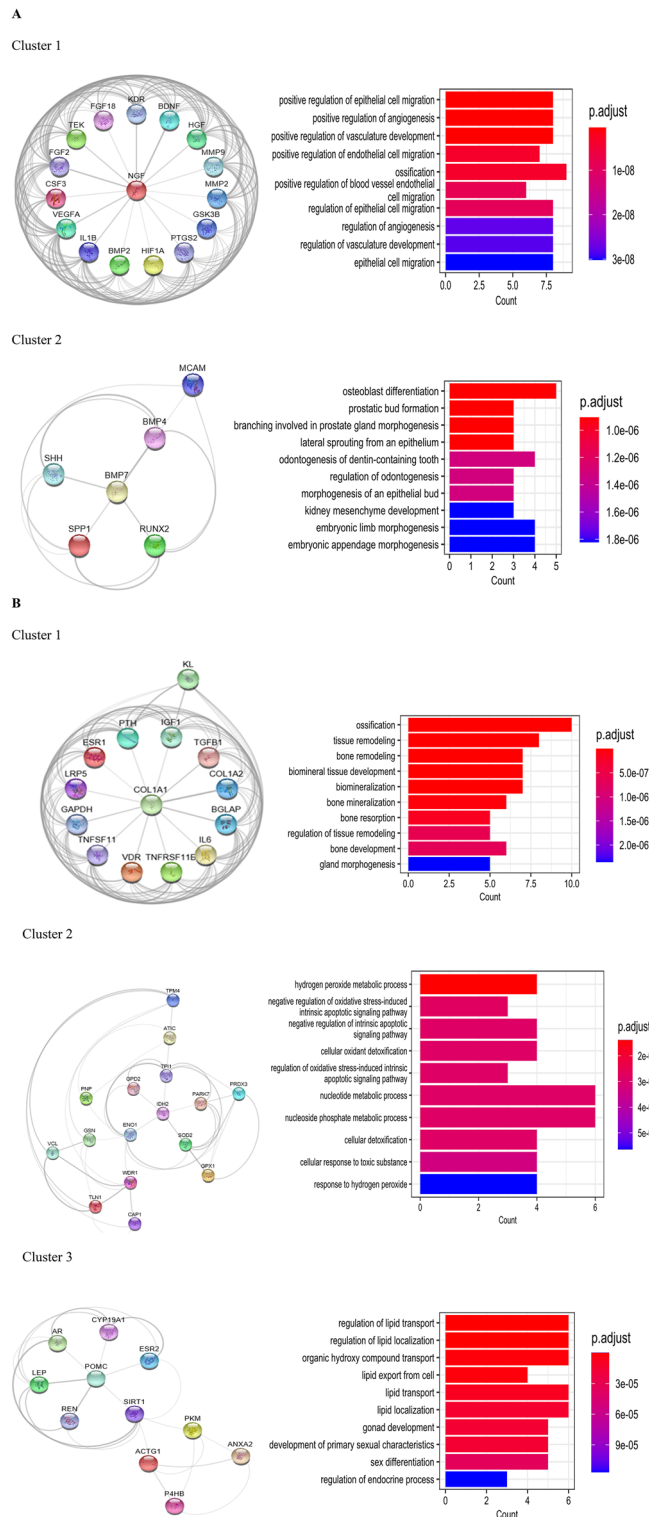 A
Cluster 1
KDR
FGF18
BDNF
TEK
HGF
FGF2
MMP9
NGF
CSF3
MMP2
VEGFA
GSK3B
IL1B
PTGS2
BMP2
HIF1A
positive regulation of epithelial cell migration
positive regulation of angiogenesis
positive regulation of vasculature development
positive regulation of endothelial cell migration
ossification
positive regulation of blood vessel endothelial
cell migration
regulation of epithelial cell migration
regulation of angiogenesis
regulation of vasculature development
epithelial cell migration
0.0 2.5 5.0 7.5
Count
p.adjust
1e-08
2e-08
3e-08
Cluster 2
MCAM
BMP4
SHH
BMP7
SPP1
RUNX2
osteoblast differentiation
prostatic bud formation
branching involved in prostate gland morphogenesis
lateral sprouting from an epithelium
odontogenesis of dentin-containing tooth
regulation of odontogenesis
morphogenesis of an epithelial bud
kidney mesenchyme development
embryonic limb morphogenesis
embryonic appendage morphogenesis
0 1 2 3 4 5
Count
p.adjust
1.0e-06
1.2e-06
1.4e-06
1.6e-06
1.8e-06
B
Cluster 1
KL
PTH
IGF1
ESR1
TGFB1
LRP5
COL1A2
COL1A1
GAPDH
BGLAP
TNFSF11
IL6
VDR
TNFRSF11B
ossification
tissue remodeling
bone remodeling
biomineral tissue development
biomineralization
bone mineralization
bone resorption
regulation of tissue remodeling
bone development
gland morphogenesis
0.0 2.5 5.0 7.5 10.0
Count
p.adjust
5.0e-07
1.0e-06
1.5e-06
2.0e-06
Cluster 2
TPM4
ATIC
TPI1
GPD2
PARK7
PRDX3
PNP
IDH2
ENO1
GSN
SOD2
VCL
GPX1
WDR1
TLN1
CAP1
hydrogen peroxide metabolic process
negative regulation of oxidative stress-induced
intrinsic apoptotic signaling pathway
negative regulation of intrinsic apoptotic
signaling pathway
cellular oxidant detoxification
regulation of oxidative stress-induced intrinsic
apoptotic signaling pathway
nucleotide metabolic process
nucleoside phosphate metabolic process
cellular detoxification
cellular response to toxic substance
response to hydrogen peroxide
0 2 4 6
Count
p.adjust
2e-
3e-
4e-
5e-
Cluster 3
CYP19A1
AR
ESR2
POMC
LEP
REN
SIRT1
PKM
ACTG1
ANXA2
P4HB
regulation of lipid transport
regulation of lipid localization
organic hydroxy compound transport
lipid export from cell
lipid transport
lipid localization
gonad development
development of primary sexual characteristics
sex differentiation
regulation of endocrine process
0 2 4 6
Count
p.adjust
3e-05
6e-05
9e-05